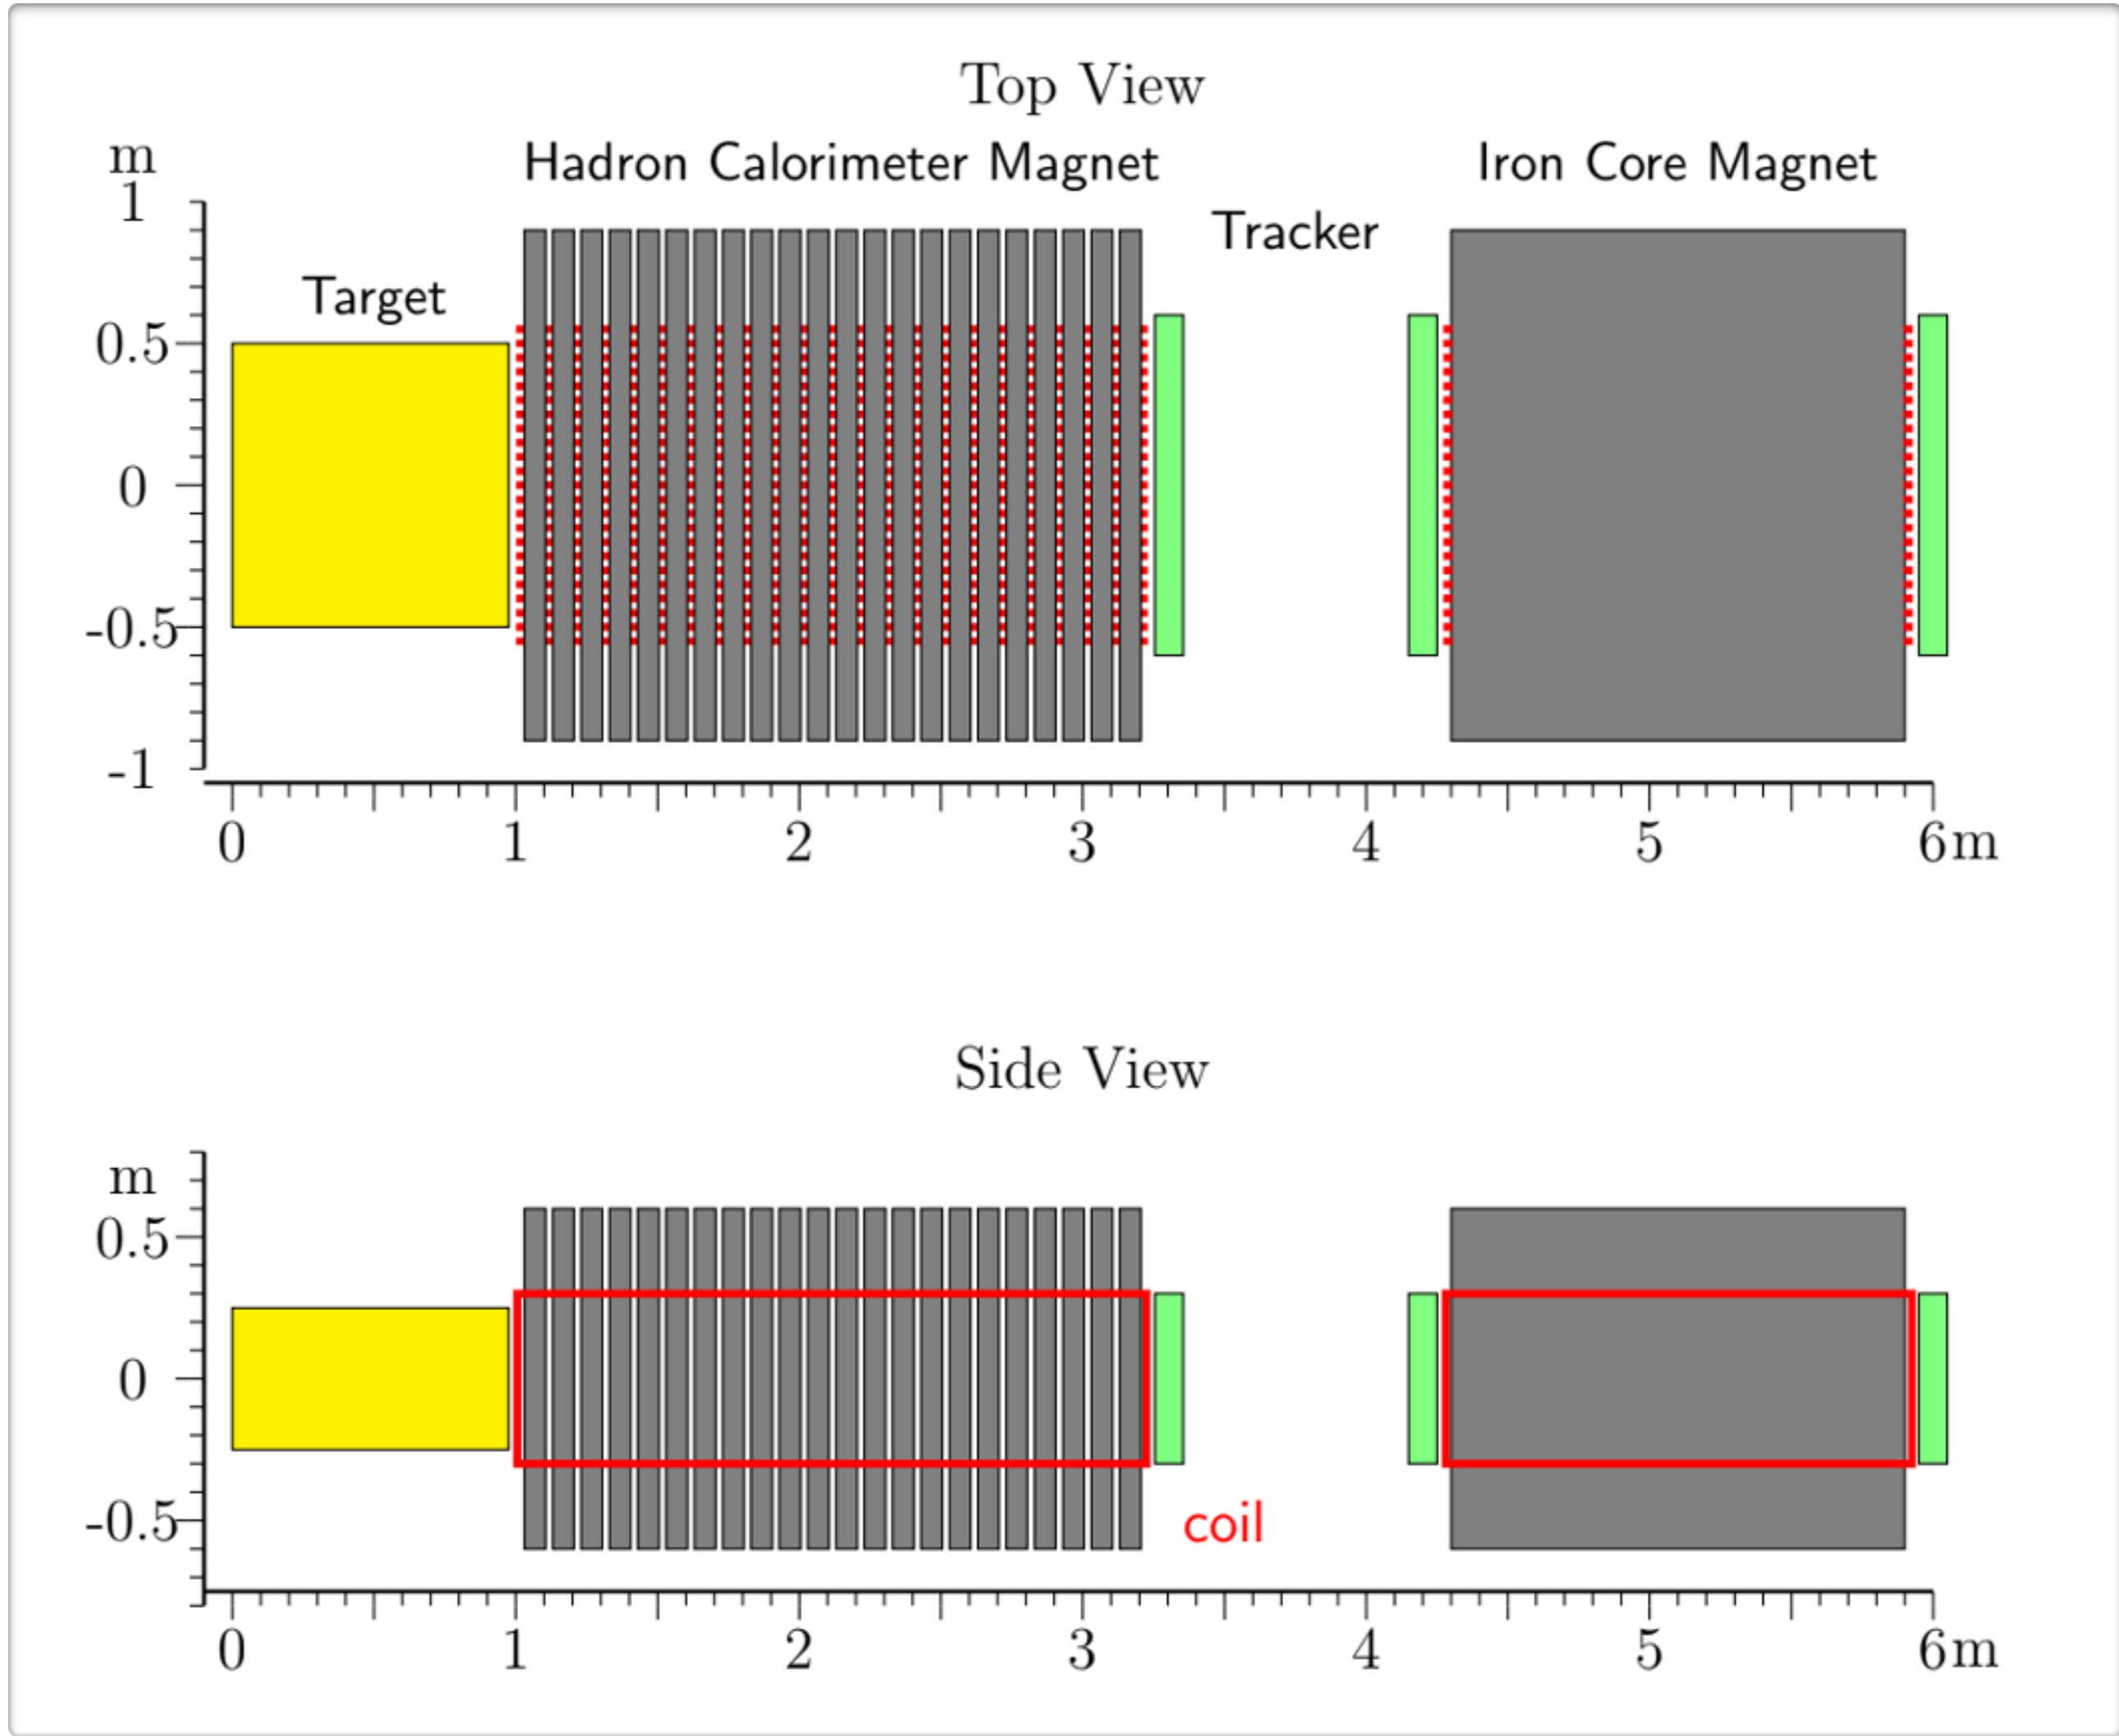 Top View
Hadron Calorimeter Magnet
Iron Core Magnet
Tracker
Target
m
1
0.5
0
-0.5
-1
0 1 2 3 4 5 6m
Side View
m
0.5
0
-0.5
coil
0 1 2 3 4 5 6m